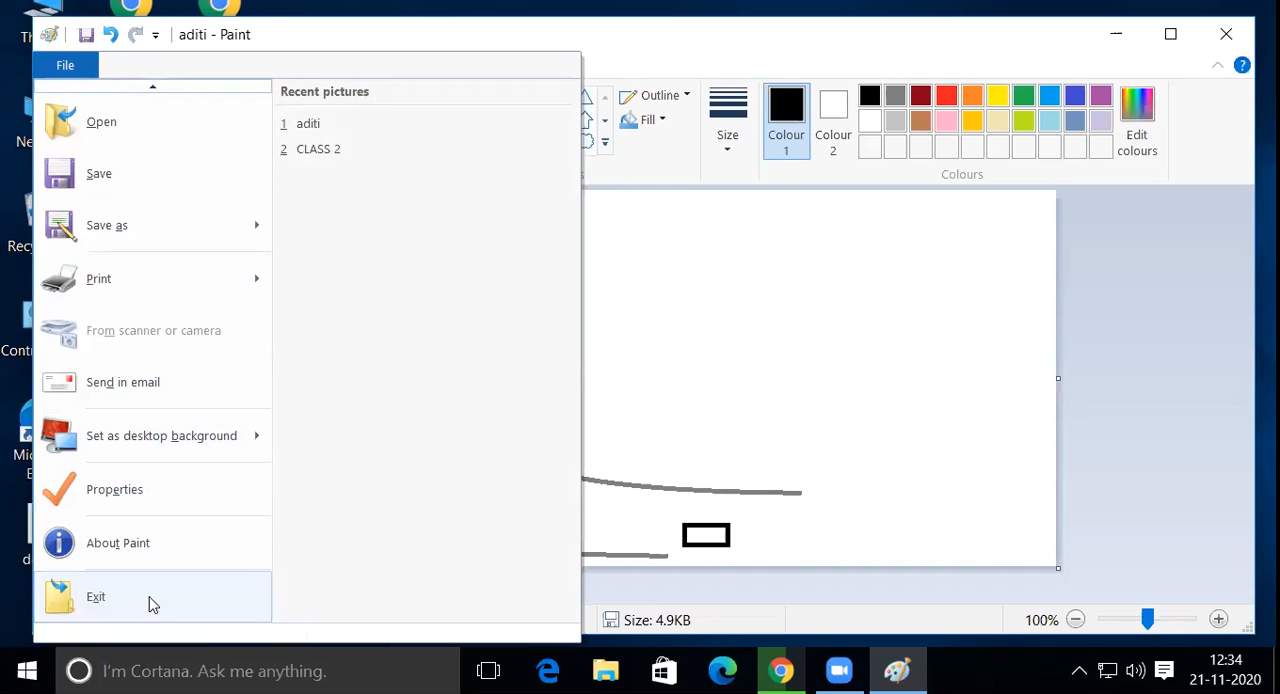 aditi - Paint
File
Recent pictures
1 aditi
2 CLASS 2
Open
Save
Save as
Print
From scanner or camera
Send in email
Set as desktop background
Properties
About Paint
Exit
Outline
Fill
Size
Colour
1
Colour
2
Edit
colours
Colours
Size: 4.9KB
100%
I'm Cortana. Ask me anything.
12:34
21-11-2020